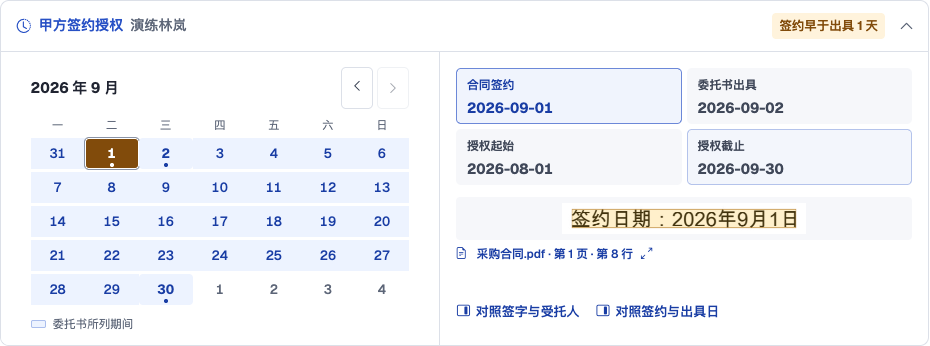 甲方签约授权 演练林岚
签约早于出具 1 天
2026 年 9 月
一 二 三 四 五 六 日
31 1 2 3 4 5 6
7 8 9 10 11 12 13
14 15 16 17 18 19 20
21 22 23 24 25 26 27
28 29 30 1 2 3 4
委托书所列期间
合同签约
2026-09-01
委托书出具
2026-09-02
授权起始
2026-08-01
授权截止
2026-09-30
签约日期：2026年9月1日
采购合同.pdf · 第 1 页 · 第 8 行
对照签字与受托人
对照签约与出具日